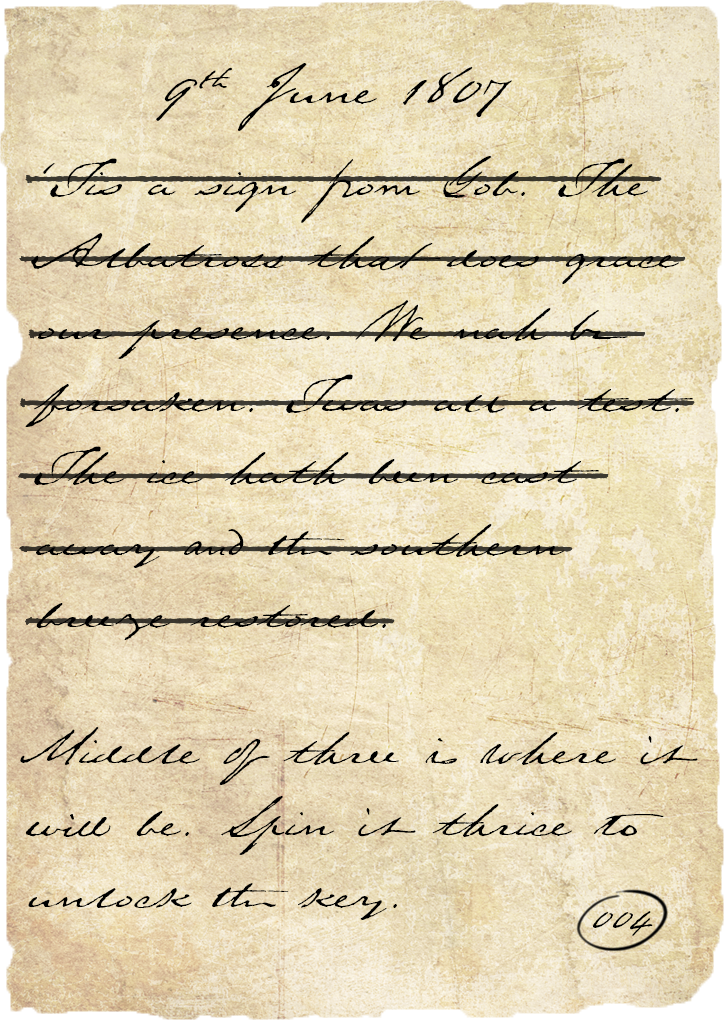 9th June 1807
'Tis a sign from God. The
Albatross that does grace
our presence. We nah be
forsaken. Twas all a test.
The ice hath been cast
away and the southern
breeze restored.
Middle of three is where it
will be. Spin it thrice to
unlock the key.
004